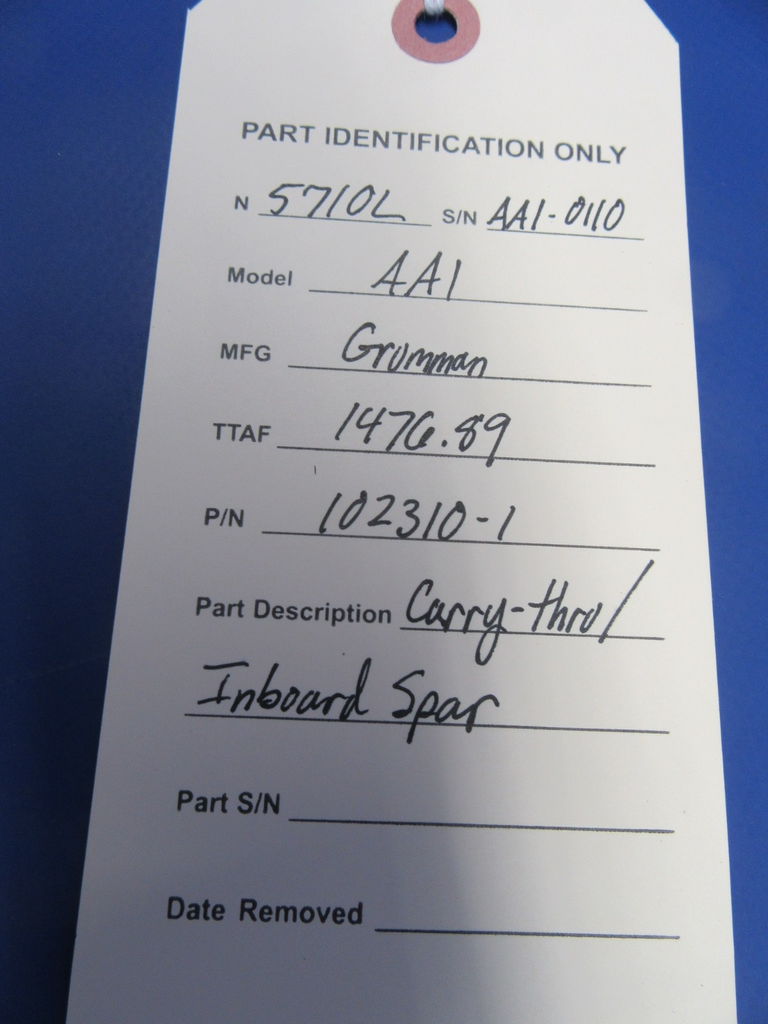 PART IDENTIFICATION ONLY
N 5710L S/N AA1-0110
Model AA1
MFG Grumman
TTAF 1476.89
P/N 102310-1
Part Description Carry-thru/
Inboard Spar
Part S/N
Date Removed